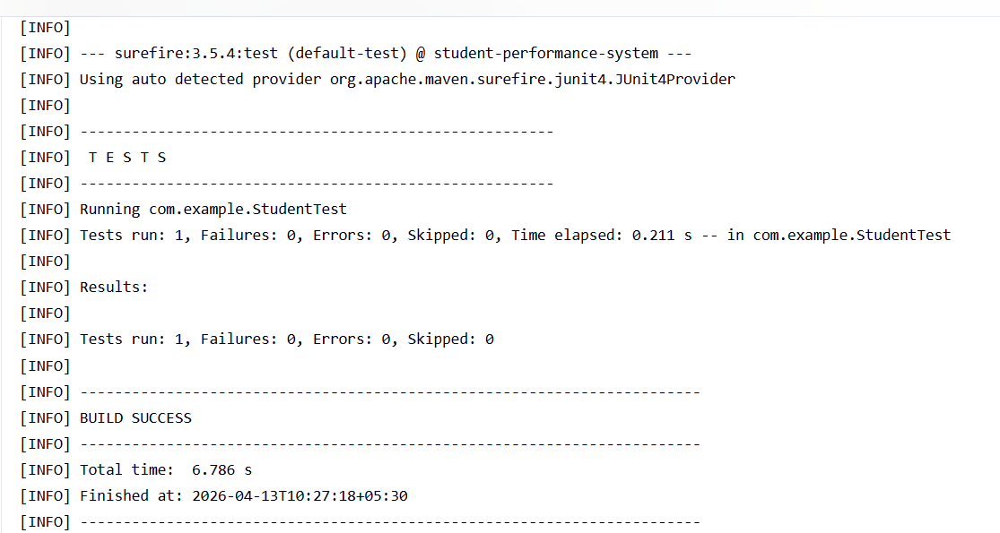 [INFO]
[INFO] --- surefire:3.5.4:test (default-test) @ student-performance-system ---
[INFO] Using auto detected provider org.apache.maven.surefire.junit4.JUnit4Provider
[INFO]
[INFO] -------------------------------------------------------
[INFO]  T E S T S
[INFO] -------------------------------------------------------
[INFO] Running com.example.StudentTest
[INFO] Tests run: 1, Failures: 0, Errors: 0, Skipped: 0, Time elapsed: 0.211 s -- in com.example.StudentTest
[INFO]
[INFO] Results:
[INFO]
[INFO] Tests run: 1, Failures: 0, Errors: 0, Skipped: 0
[INFO]
[INFO] ------------------------------------------------------------------------
[INFO] BUILD SUCCESS
[INFO] ------------------------------------------------------------------------
[INFO] Total time:  6.786 s
[INFO] Finished at: 2026-04-13T10:27:18+05:30
[INFO] ------------------------------------------------------------------------